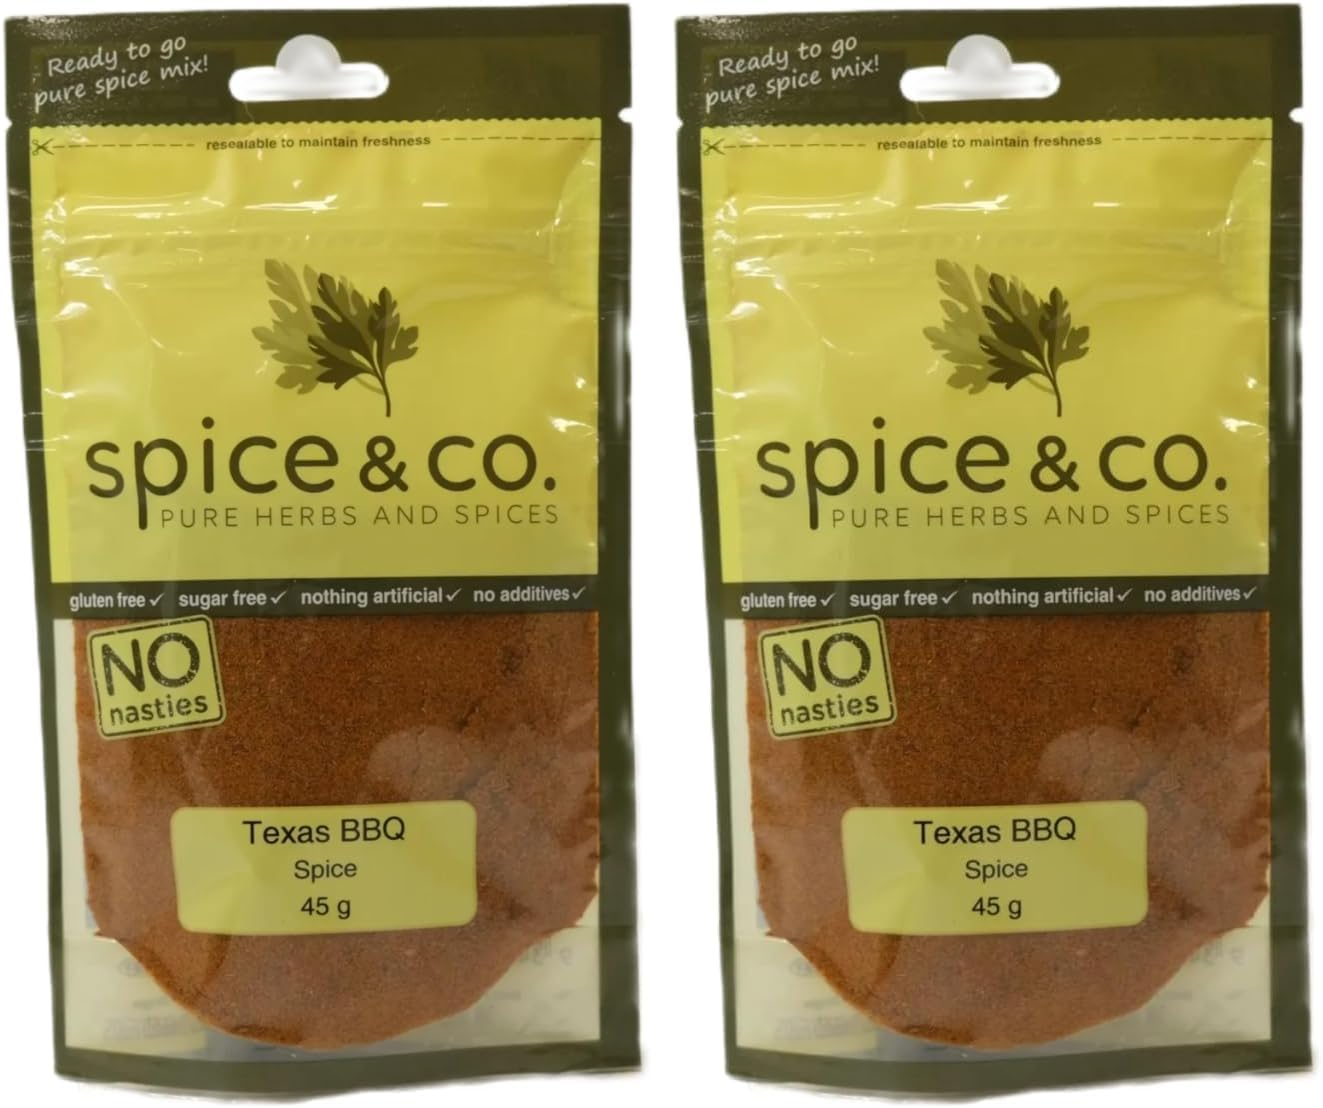 Ready to go
pure spice mix!
resealable to maintain freshness
spice & co.
PURE HERBS AND SPICES
gluten free✓ sugar free✓ nothing artificial✓ no additives✓
NO
nasties
Texas BBQ
Spice
45 g
Ready to go
pure spice mix!
resealable to maintain freshness
spice & co.
PURE HERBS AND SPICES
gluten free✓ sugar free✓ nothing artificial✓ no additives✓
NO
nasties
Texas BBQ
Spice
45 g